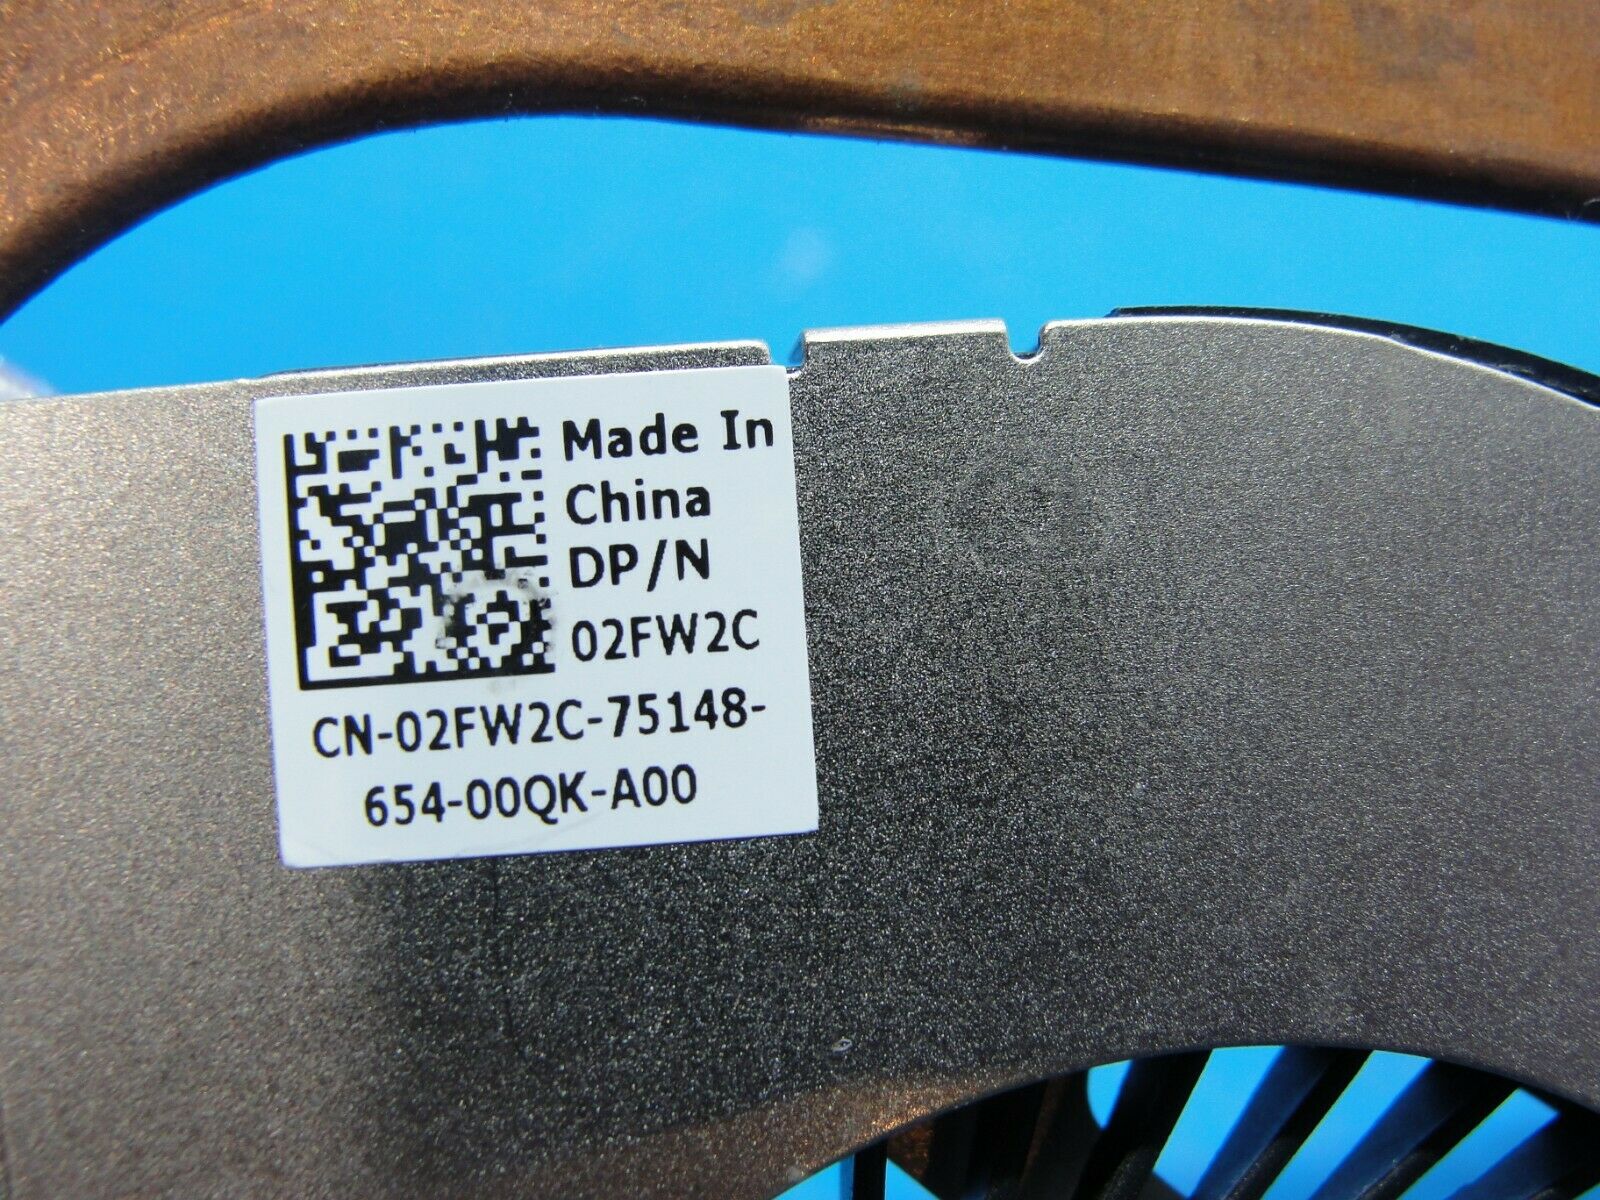 Made In
China
DP/N
02FW2C
CN-02FW2C-75148-
654-00QK-A00